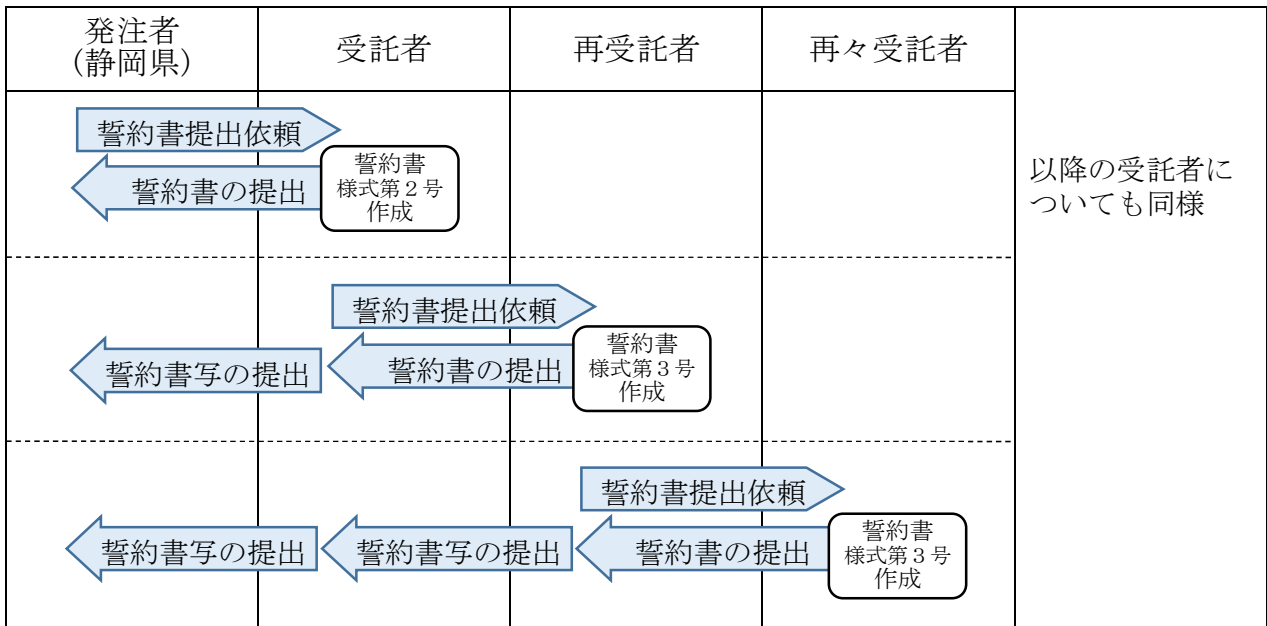 発注者
(静岡県)
受託者
再受託者
再々受託者
誓約書提出依頼
誓約書の提出
誓約書
様式第２号
作成
以降の受託者に
ついても同様
誓約書提出依頼
誓約書写の提出
誓約書の提出
誓約書
様式第３号
作成
誓約書提出依頼
誓約書写の提出
誓約書写の提出
誓約書の提出
誓約書
様式第３号
作成